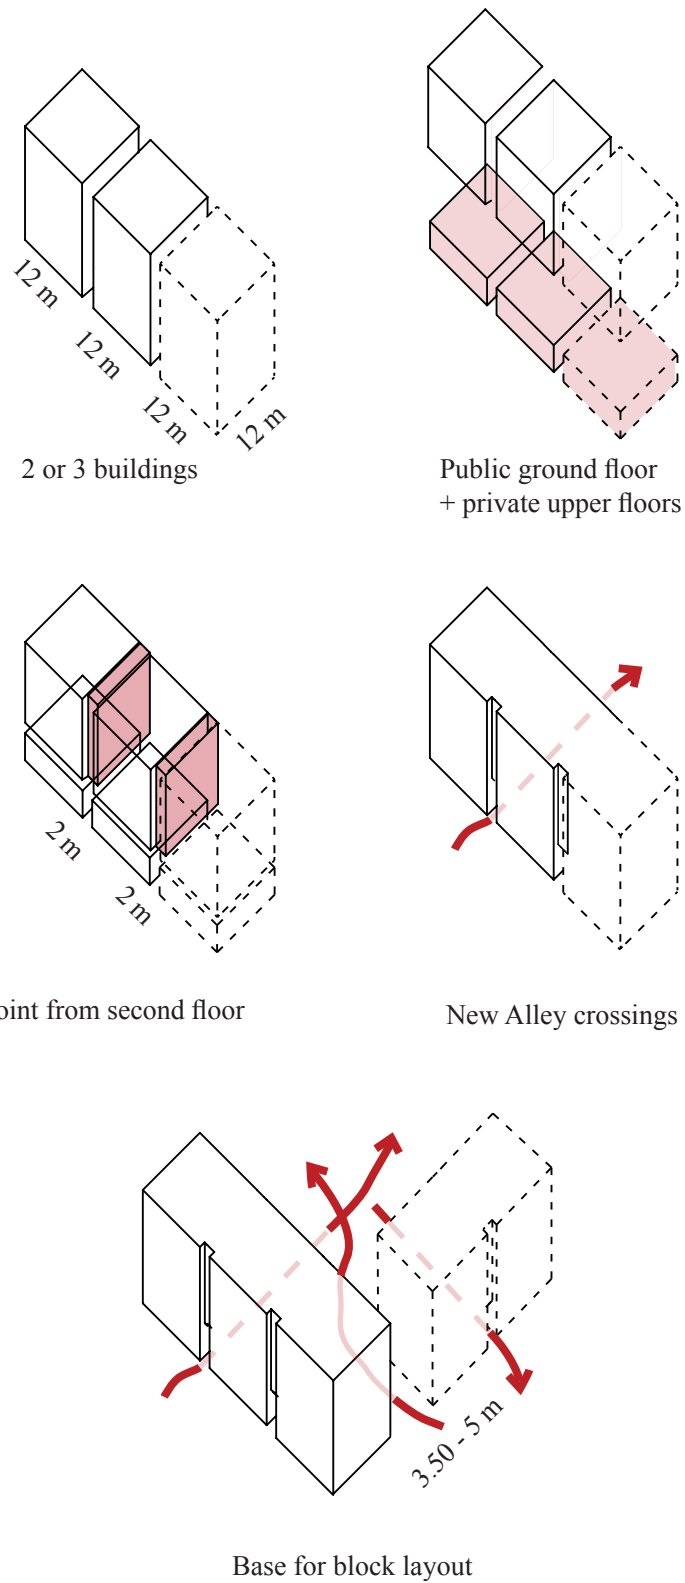 12 m
12 m
12 m
12 m
2 or 3 buildings
Public ground floor
+ private upper floors
2 m
2 m
oint from second floor
New Alley crossings
3.50 - 5 m
Base for block layout